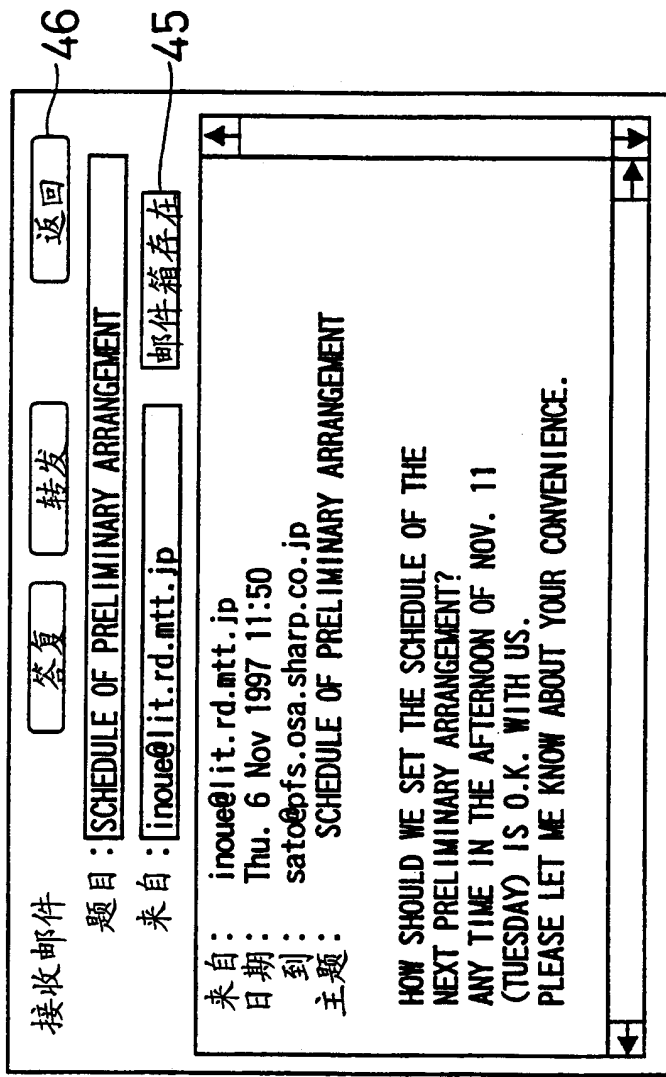 接收邮件 答复 转发 返回 46
题目: SCHEDULE OF PRELIMINARY ARRANGEMENT
来自: inoue@lit.rd.mtt.jp 邮件箱存在 45
来自: inoue@lit.rd.mtt.jp
日期: Thu. 6 Nov 1997 11:50
到: sato@pfs.osa.sharp.co.jp
主题: SCHEDULE OF PRELIMINARY ARRANGEMENT
HOW SHOULD WE SET THE SCHEDULE OF THE
NEXT PRELIMINARY ARRANGEMENT?
ANY TIME IN THE AFTERNOON OF NOV. 11
(TUESDAY) IS O.K. WITH US.
PLEASE LET ME KNOW ABOUT YOUR CONVENIENCE.